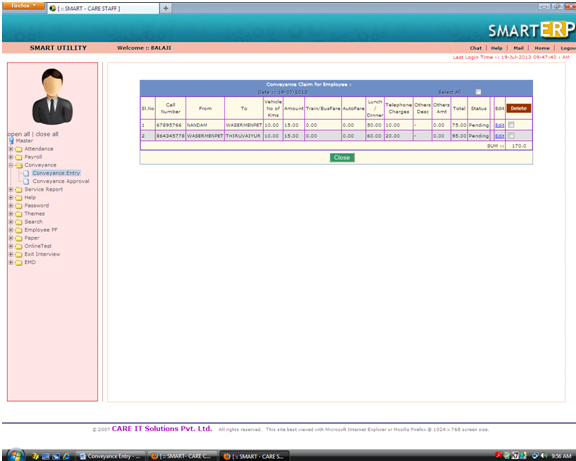 Firefox
[ :: SMART - CARE STAFF ]
SMARTERP
SMART UTILITY Welcome :: BALAJI Chat | Help | Mail | Home | Logou
Last Login Time :: 19-Jul-2013 09:47:43 : AM
Conveyance Claim for Employee :
Date :: 19-07/2013 Select All
Sl.No Call Number From To Vehicle No of Kms Amount Train/BusFare AutoFare Lunch / Dinner Telephone Charges Others Desc Others Amt Total Status Edit Delete
1 67895766 NANDAM WASERMENPET 10.00 15.00 0.00 0.00 50.00 10.00 - 0.00 75.00 Pending Edit
2 864345778 WASERMENPET THIRUVAIYUR 10.00 15.00 0.00 0.00 60.00 20.00 - 0.00 95.00 Pending Edit
SUM :: 170.0
Close
open all | close all
Master
Attendance
Payroll
Conveyance
Conveyance Entry
Conveyance Approval
Service Report
Help
Password
Themes
Search
Employee PF
Paper
OnlineTest
Exit Interview
EMD
© 2007 CARE IT Solutions Pvt. Ltd. All rights reserved. This site best viewed with Microsoft Internet Explorer or Mozilla Firefox @ 1024 x 768 screen size.
Conveyance Entry - ... [ :: SMART- CARE C... [ :: SMART - CARE S... 9:56 AM